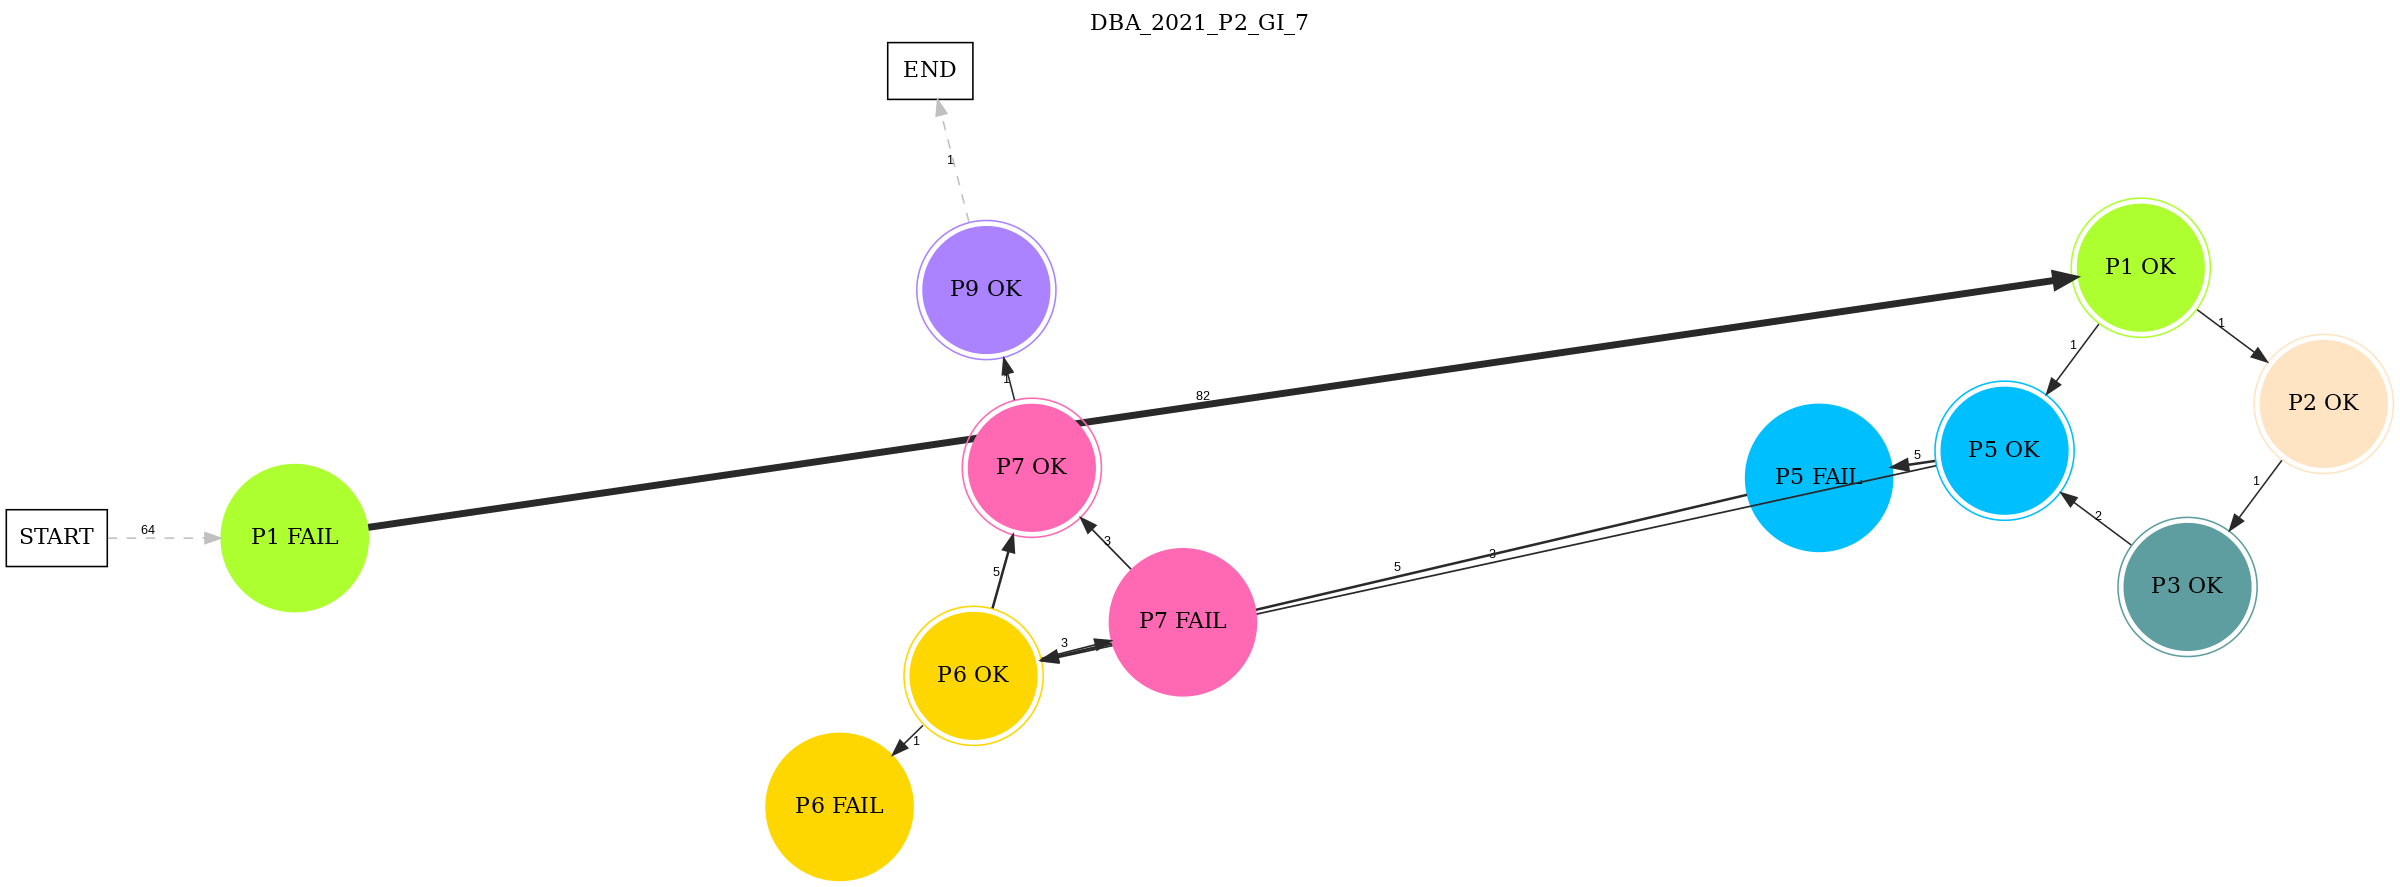 DBA_2021_P2_GI_7
END
1
P1 OK
P9 OK
1
1
1
82
P2 OK
P7 OK
5
P5 OK
P5 FAIL
64
START
P1 FAIL
3
5
3
1
2
5
P3 OK
P7 FAIL
3
P6 OK
1
P6 FAIL